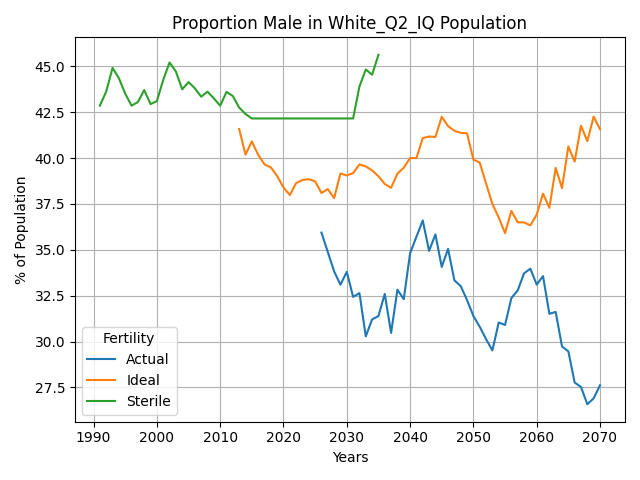 Proportion Male in White_Q2_IQ Population
% of Population
45.0
42.5
40.0
37.5
35.0
32.5
30.0
27.5
Fertility
Actual
Ideal
Sterile
1990 2000 2010 2020 2030 2040 2050 2060 2070
Years